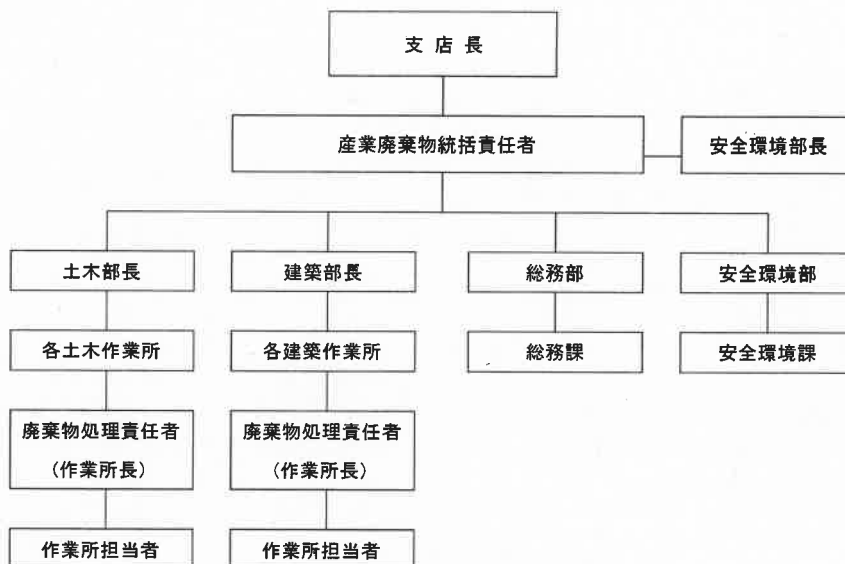 支店長
産業廃棄物統括責任者
安全環境部長
土木部長
建築部長
総務部
安全環境部
各土木作業所
各建築作業所
総務課
安全環境課
廃棄物処理責任者
(作業所長)
廃棄物処理責任者
(作業所長)
作業所担当者
作業所担当者